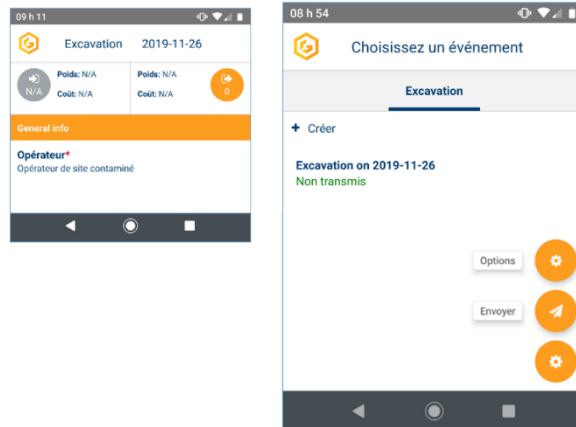 09 h 11
Excavation 2019-11-26
N/A
Poids: N/A
Coût: N/A
Poids: N/A
Coût: N/A
0
General info
Opérateur*
Opérateur de site contaminé
08 h 54
G
Choisissez un événement
Excavation
+ Créer
Excavation on 2019-11-26
Non transmis
Options
Envoyer